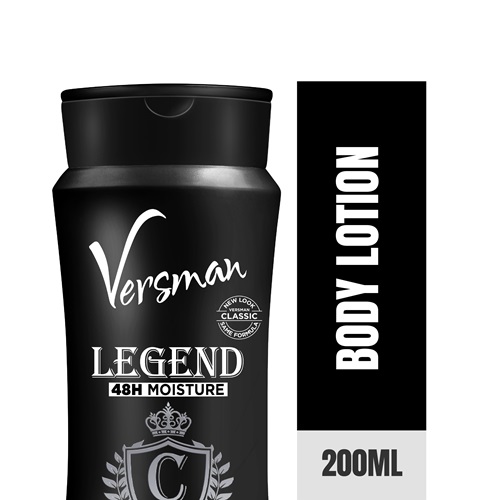 Versman
NEW LOOK
VERSMAN
CLASSIC
SAME FORMULA
LEGEND
48H MOISTURE
C
BODY LOTION
200ML